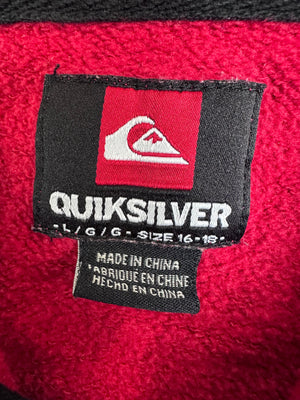 QUIKSILVER
L/G/G - SIZE 16-18
MADE IN CHINA
FABRIQUÉ EN CHINE
HECHO EN CHINA